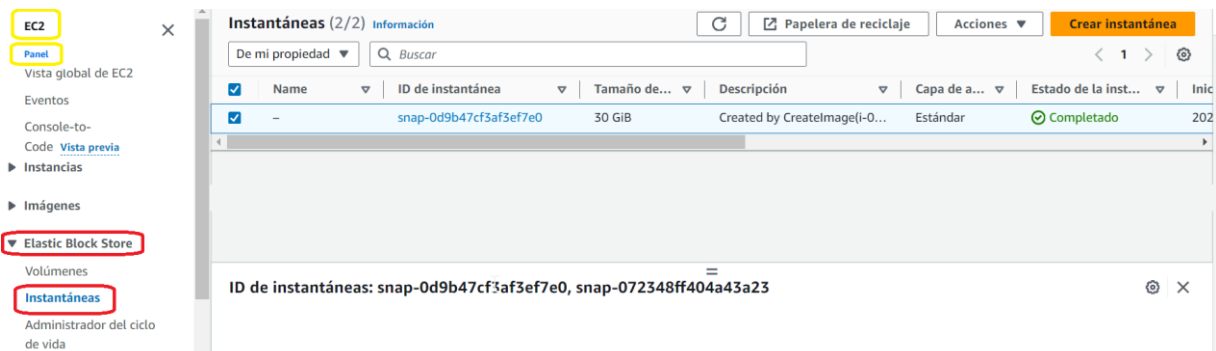 EC2
Panel
Vista global de EC2
Eventos
Console-to-
Code Vista previa
Instancias
Imágenes
Elastic Block Store
Volúmenes
Instantáneas
Administrador del ciclo
de vida
Instantáneas (2/2) Información
Papelera de reciclaje
Acciones
Crear instantánea
De mi propiedad
Buscar
1
Name ID de instantánea Tamaño de... Descripción Capa de a... Estado de la inst... Inic
– snap-0d9b47cf3af3ef7e0 30 GiB Created by CreateImage(i-0... Estándar Completado 202
ID de instantáneas: snap-0d9b47cf3af3ef7e0, snap-072348ff404a43a23